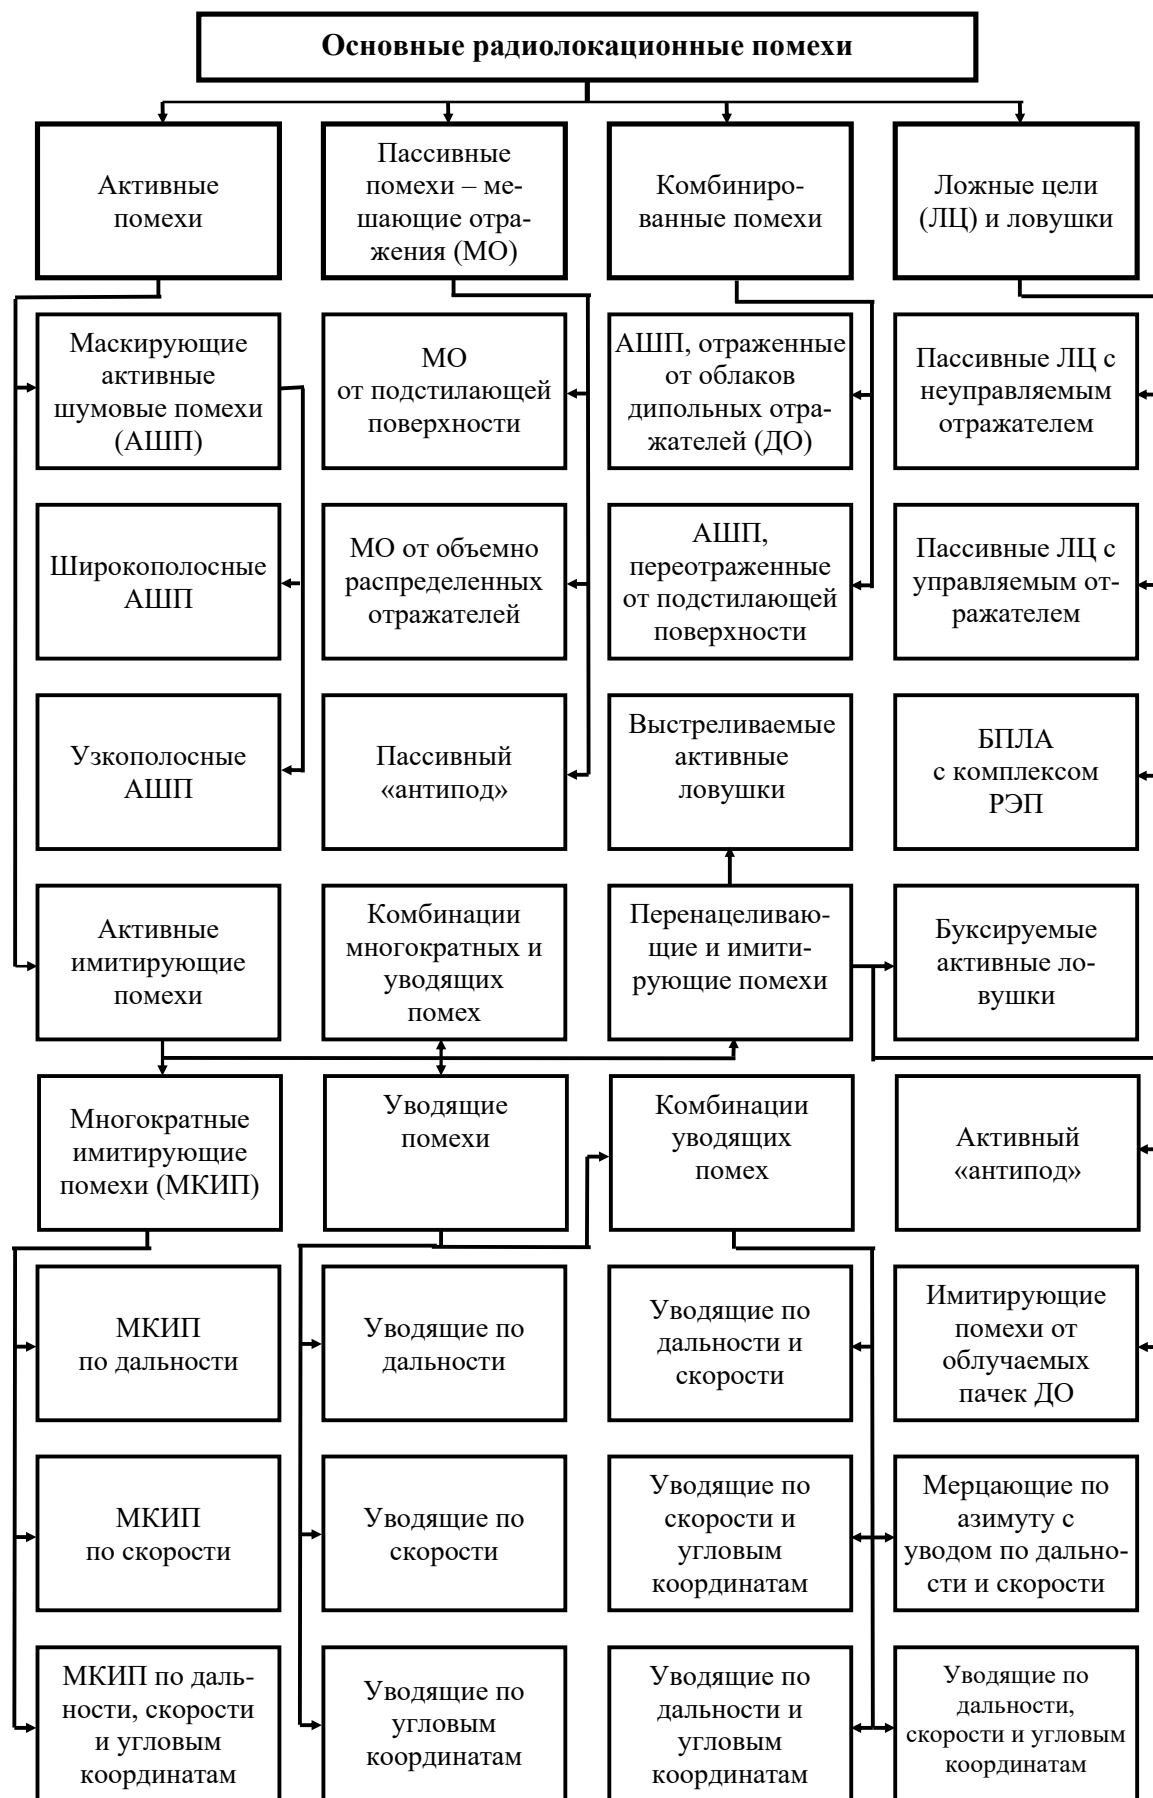 Основные радиолокационные помехи
Активные
помехи
Пассивные
помехи – ме-
шающие отра-
жения (МО)
Комбиниро-
ванные помехи
Ложные цели
(ЛЦ) и ловушки
Маскирующие
активные
шумовые помехи
(АШП)
МО
от подстилающей
поверхности
АШП, отраженные
от облаков
дипольных отра-
жателей (ДО)
Пассивные ЛЦ с
неуправляемым
отражателем
Широкополосные
АШП
МО от объемно
распределенных
отражателей
АШП,
переотраженные
от подстилающей
поверхности
Пассивные ЛЦ с
управляемым от-
ражателем
Узкополосные
АШП
Пассивный
«антипод»
Выстреливаемые
активные
ловушки
БПЛА
с комплексом
РЭП
Активные
имитирующие
помехи
Комбинации
многократных и
уводящих
помех
Перенацеливаю-
щие и имити-
рующие помехи
Буксируемые
активные ло-
вушки
Многократные
имитирующие
помехи (МКИП)
Уводящие
помехи
Комбинации
уводящих
помех
Активный
«антипод»
МКИП
по дальности
Уводящие по
дальности
Уводящие по
дальности и
скорости
Имитирующие
помехи от
облучаемых
пачек ДО
МКИП
по скорости
Уводящие по
скорости
Уводящие по
скорости и
угловым
координатам
Мерцающие по
азимуту с
уводом по дально-
сти и скорости
МКИП по даль-
ности, скорости
и угловым
координатам
Уводящие по
угловым
координатам
Уводящие по
дальности и
угловым
координатам
Уводящие по
дальности,
скорости и угловым
координатам